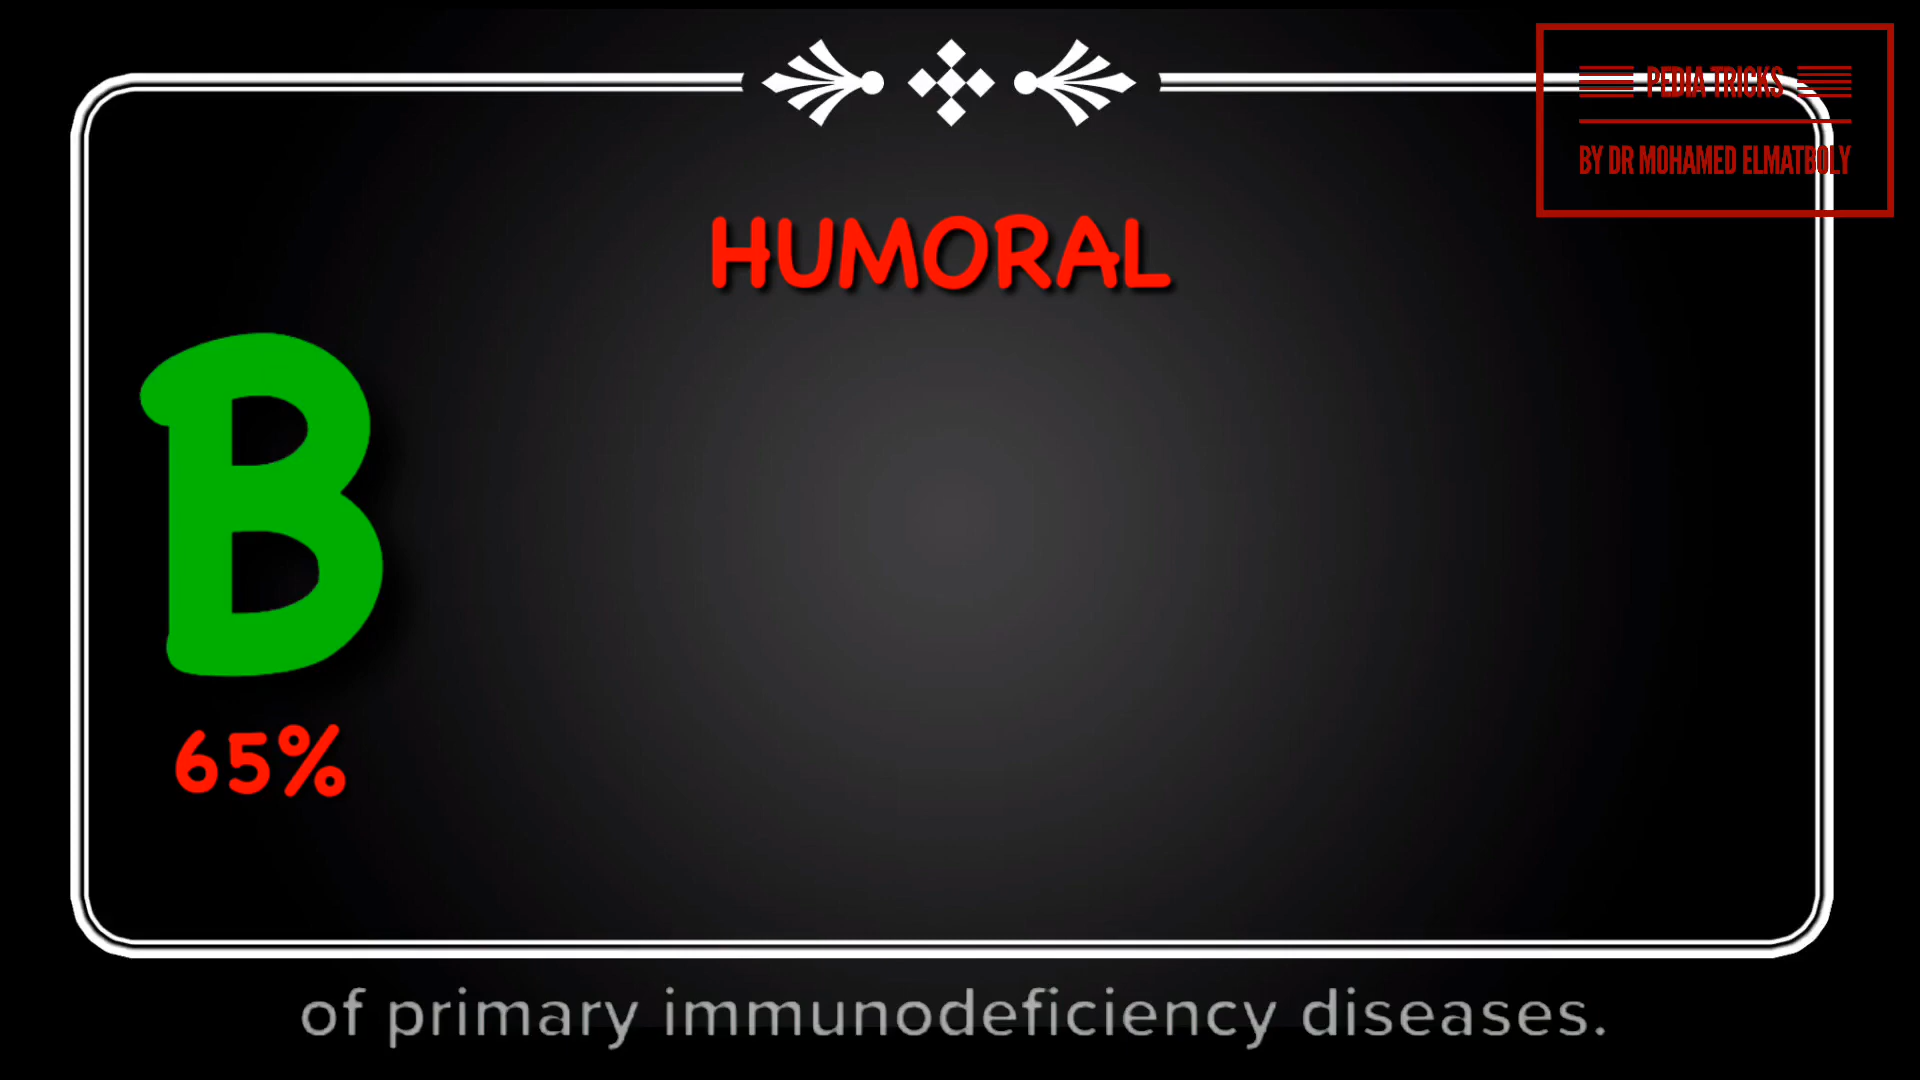 PEDIA TRICKS
BY DR MOHAMED ELMATBOLY
HUMORAL
B
65%
of primary immunodeficiency diseases.